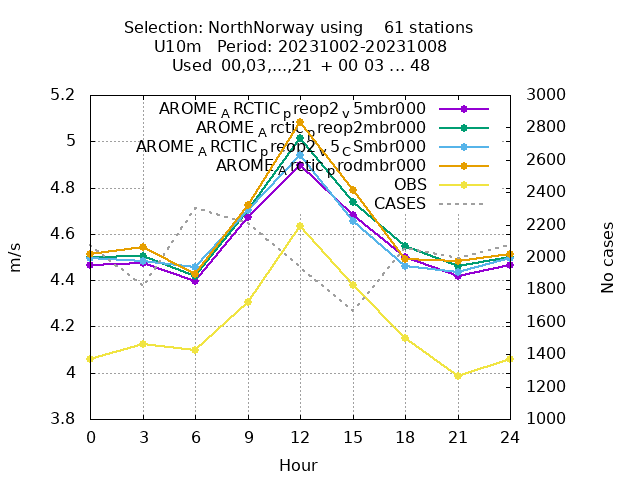 Selection: NorthNorway using 61 stations
U10m Period: 20231002-20231008
Used 00,03,...,21 + 00 03 ... 48
AROME_ARCTIC_preop2_v5mbr000
AROME_Arctic_preop2mbr000
AROME_ARCTIC_preop2_v5_CSmbr000
AROME_Arctic_prodmbr000
OBS
CASES
5.2
5
4.8
4.6
4.4
4.2
4
3.8
m/s
3000
2800
2600
2400
2200
2000
1800
1600
1400
1200
1000
No cases
0 3 6 9 12 15 18 21 24
Hour